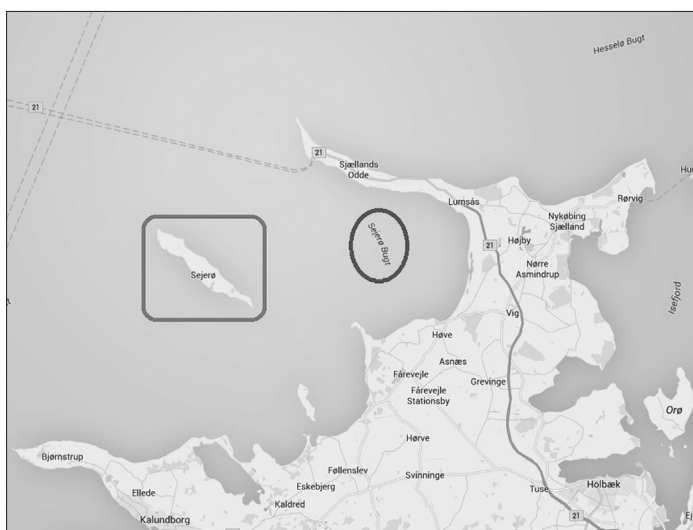 Hesselø Bugt
21
21
Sjællands
Odde
Lumsås
Rørvig
Nykøbing
Sjælland
Sejerø Bugt
21
Højby
Sejerø
Nørre
Asmindrup
Isefjord
Vig
Høve
Asnæs
Fårevejle
Grevinge
Fårevejle
Stationsby
Orø
Hørve
Bjørnstrup
Føllenslev
Svinninge
Eskebjerg
Holbæk
Ellede
Tuse
Kaldred
21
Kalundborg